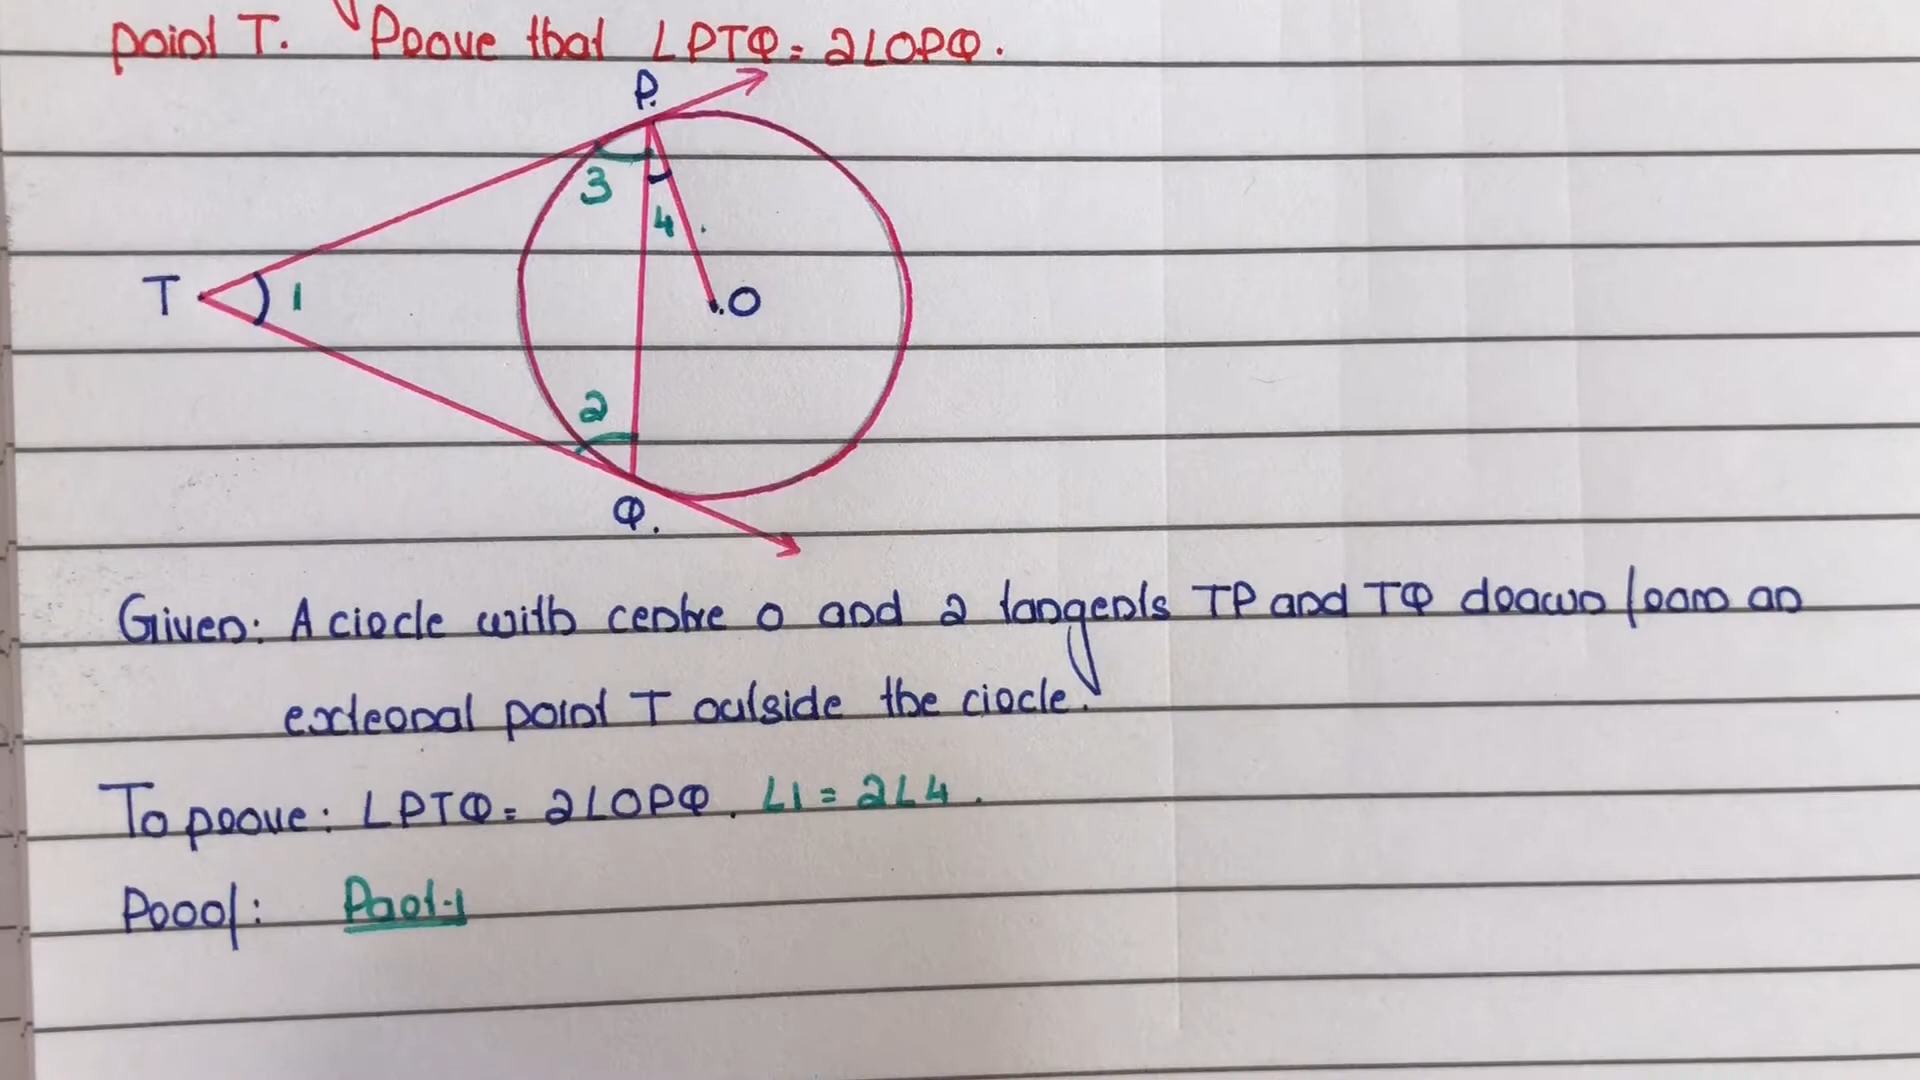 point T. Prove that ∠PTQ = 2∠OPQ.
P.
3
4
T
1
.O
2
Q.
Given: A circle with centre O and 2 tangents TP and TQ drawn from an
external point T outside the circle.
To prove: ∠PTQ = 2∠OPQ. ∠1 = 2∠4.
Proof: Part-1